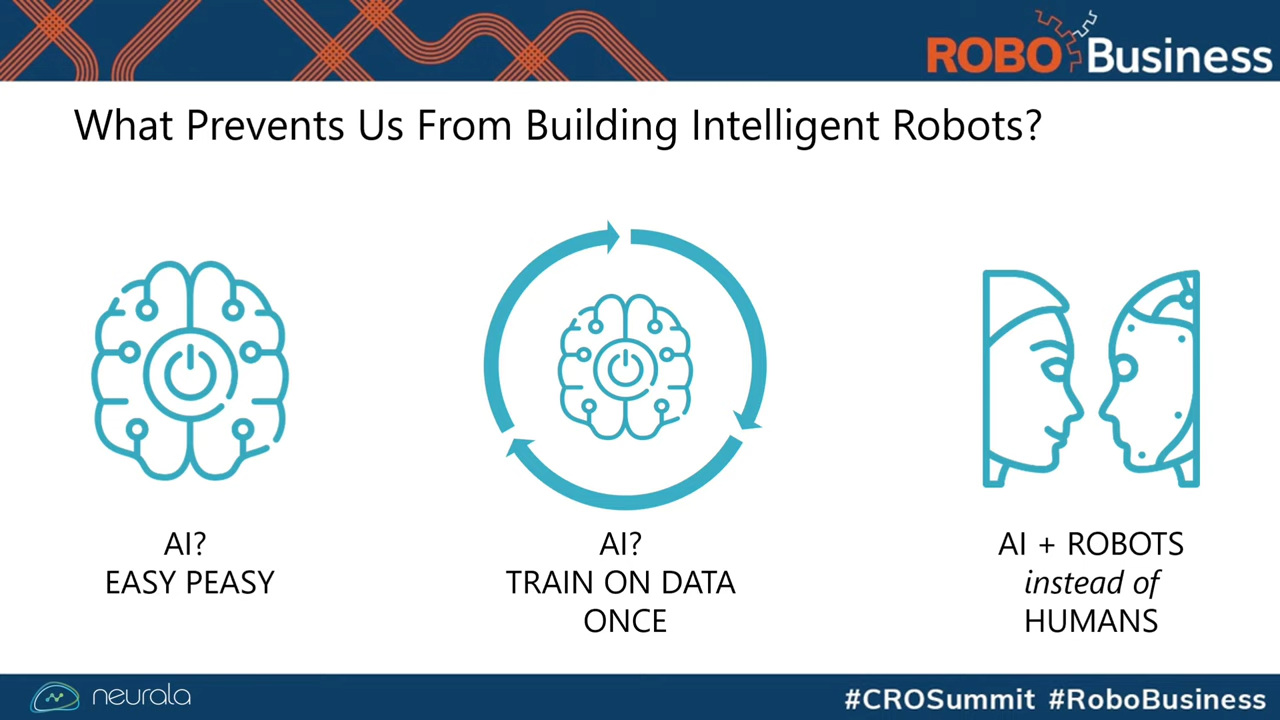 ROBO Business
What Prevents Us From Building Intelligent Robots?
AI?
EASY PEASY
AI?
TRAIN ON DATA
ONCE
AI + ROBOTS
instead of
HUMANS
neurala
#CROSummit #RoboBusiness